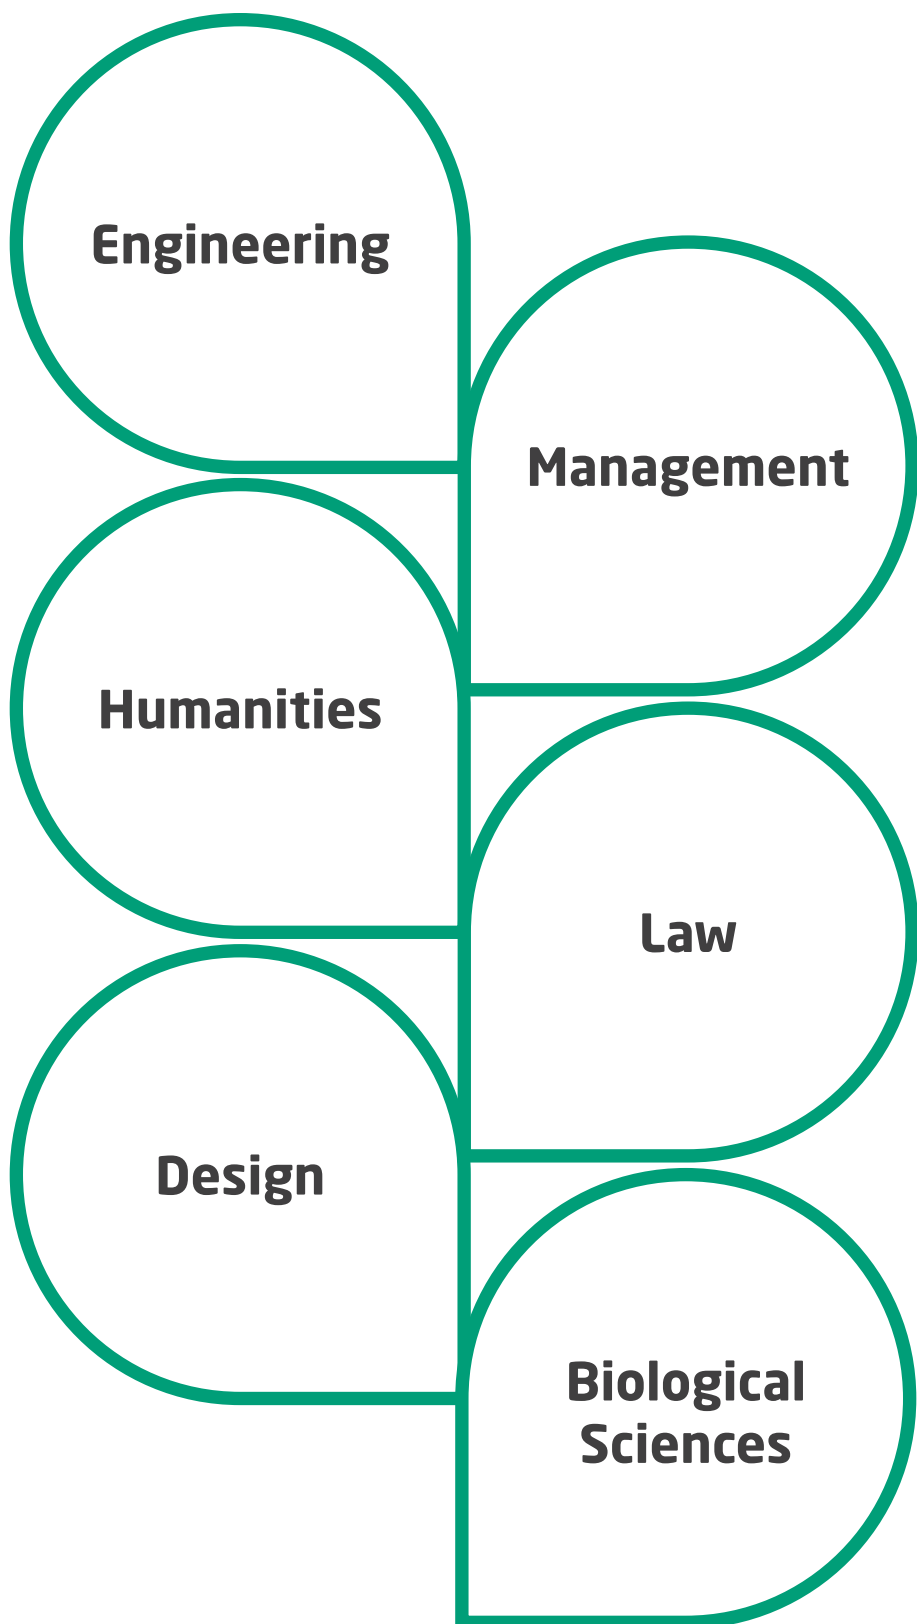 Engineering
Management
Humanities
Law
Design
Biological
Sciences